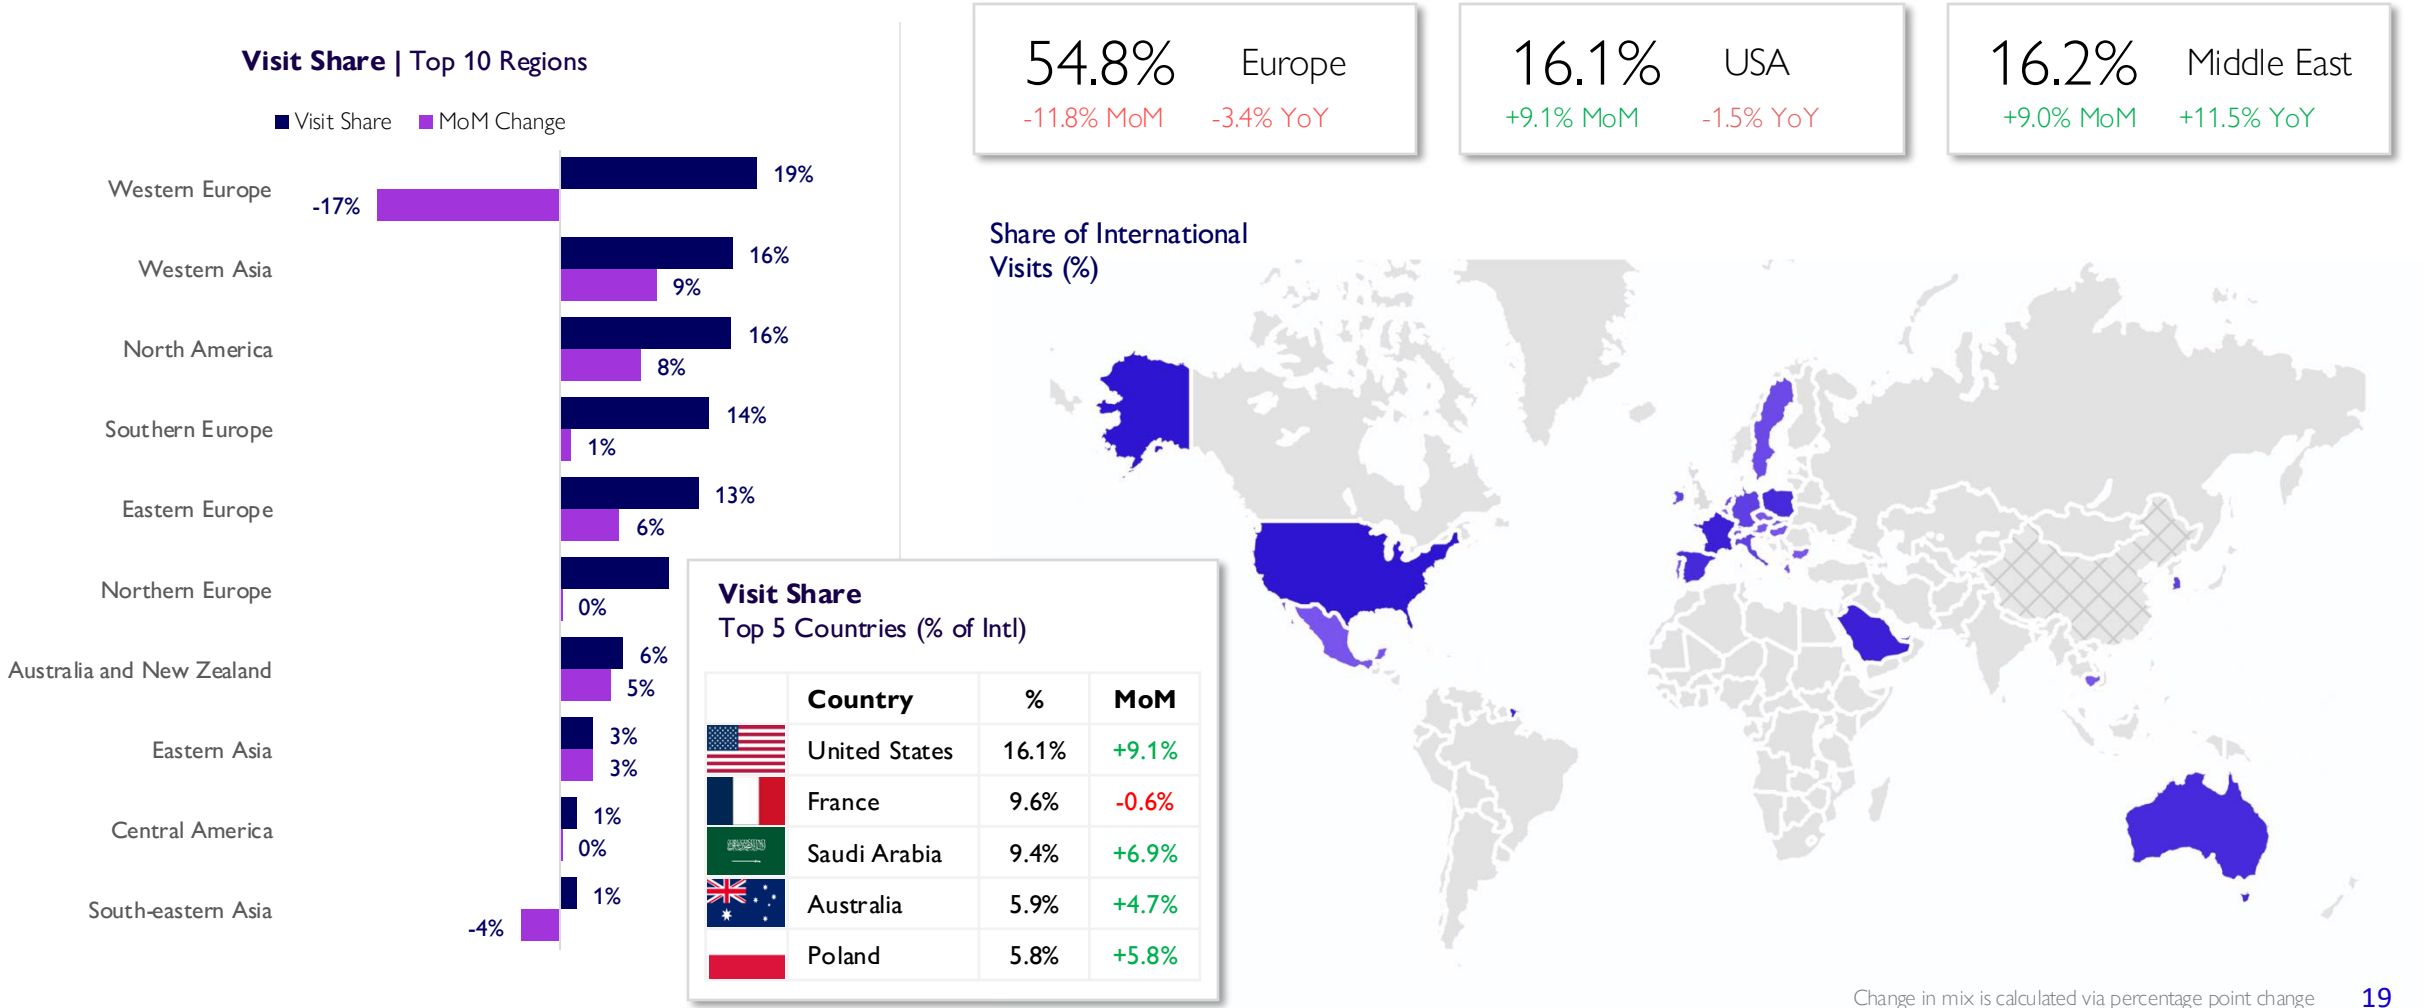 Visit Share | Top 10 Regions
Visit Share MoM Change
Western Europe
19%
-17%
Western Asia
16%
9%
North America
16%
8%
Southern Europe
14%
1%
Eastern Europe
13%
6%
Northern Europe
0%
Australia and New Zealand
6%
5%
Eastern Asia
3%
3%
Central America
1%
0%
South-eastern Asia
1%
-4%
54.8% Europe
-11.8% MoM -3.4% YoY
16.1% USA
+9.1% MoM -1.5% YoY
16.2% Middle East
+9.0% MoM +11.5% YoY
Share of International
Visits (%)
Visit Share
Top 5 Countries (% of Intl)
Country % MoM
United States 16.1% +9.1%
France 9.6% -0.6%
Saudi Arabia 9.4% +6.9%
Australia 5.9% +4.7%
Poland 5.8% +5.8%
Change in mix is calculated via percentage point change 19